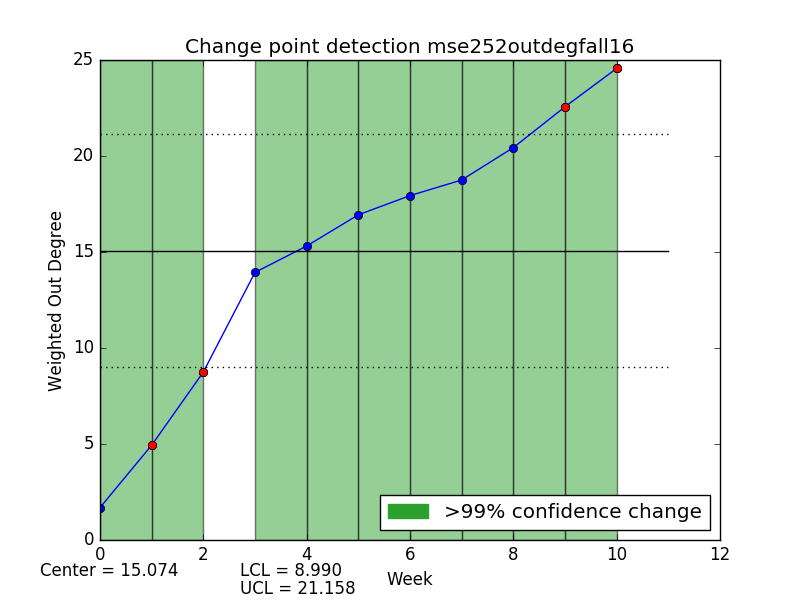 Change point detection mse252outdegfall16
25
20
15
10
5
0
Weighted Out Degree
>99% confidence change
0 2 4 6 8 10 12
Week
Center = 15.074
LCL = 8.990
UCL = 21.158